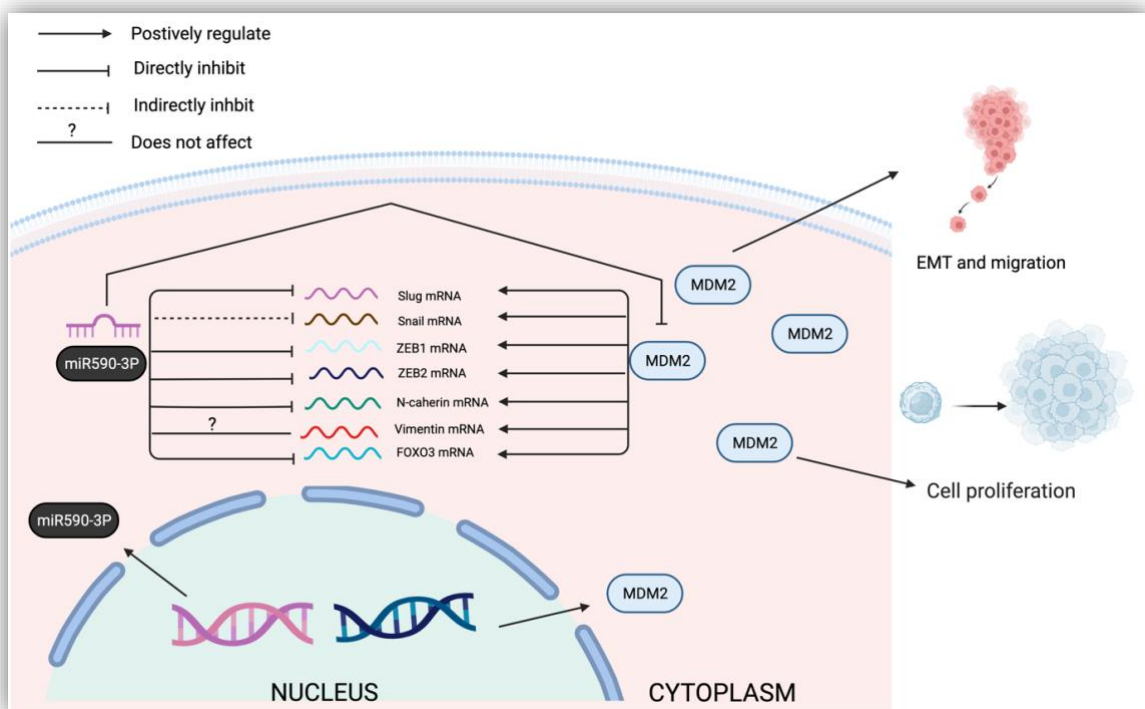 Postively regulate
Directly inhibit
Indirectly inhbit
?
Does not affect
EMT and migration
MDM2
MDM2
Slug mRNA
Snail mRNA
ZEB1 mRNA
ZEB2 mRNA
N-caherin mRNA
?
Vimentin mRNA
FOXO3 mRNA
miR590-3P
MDM2
MDM2
Cell proliferation
miR590-3P
MDM2
NUCLEUS
CYTOPLASM